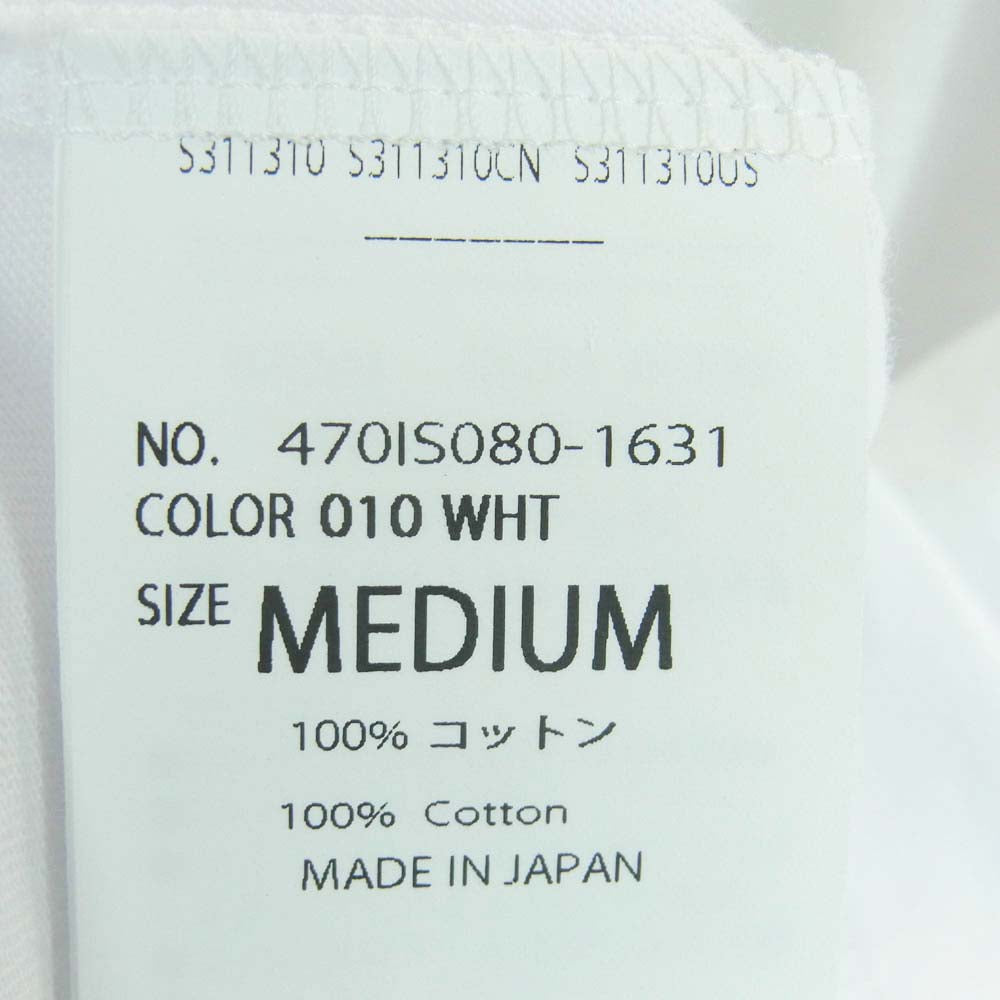 S311310 S311310CN S311310US
NO. 470IS080-1631
COLOR 010 WHT
SIZE MEDIUM
100% コットン
100% Cotton
MADE IN JAPAN